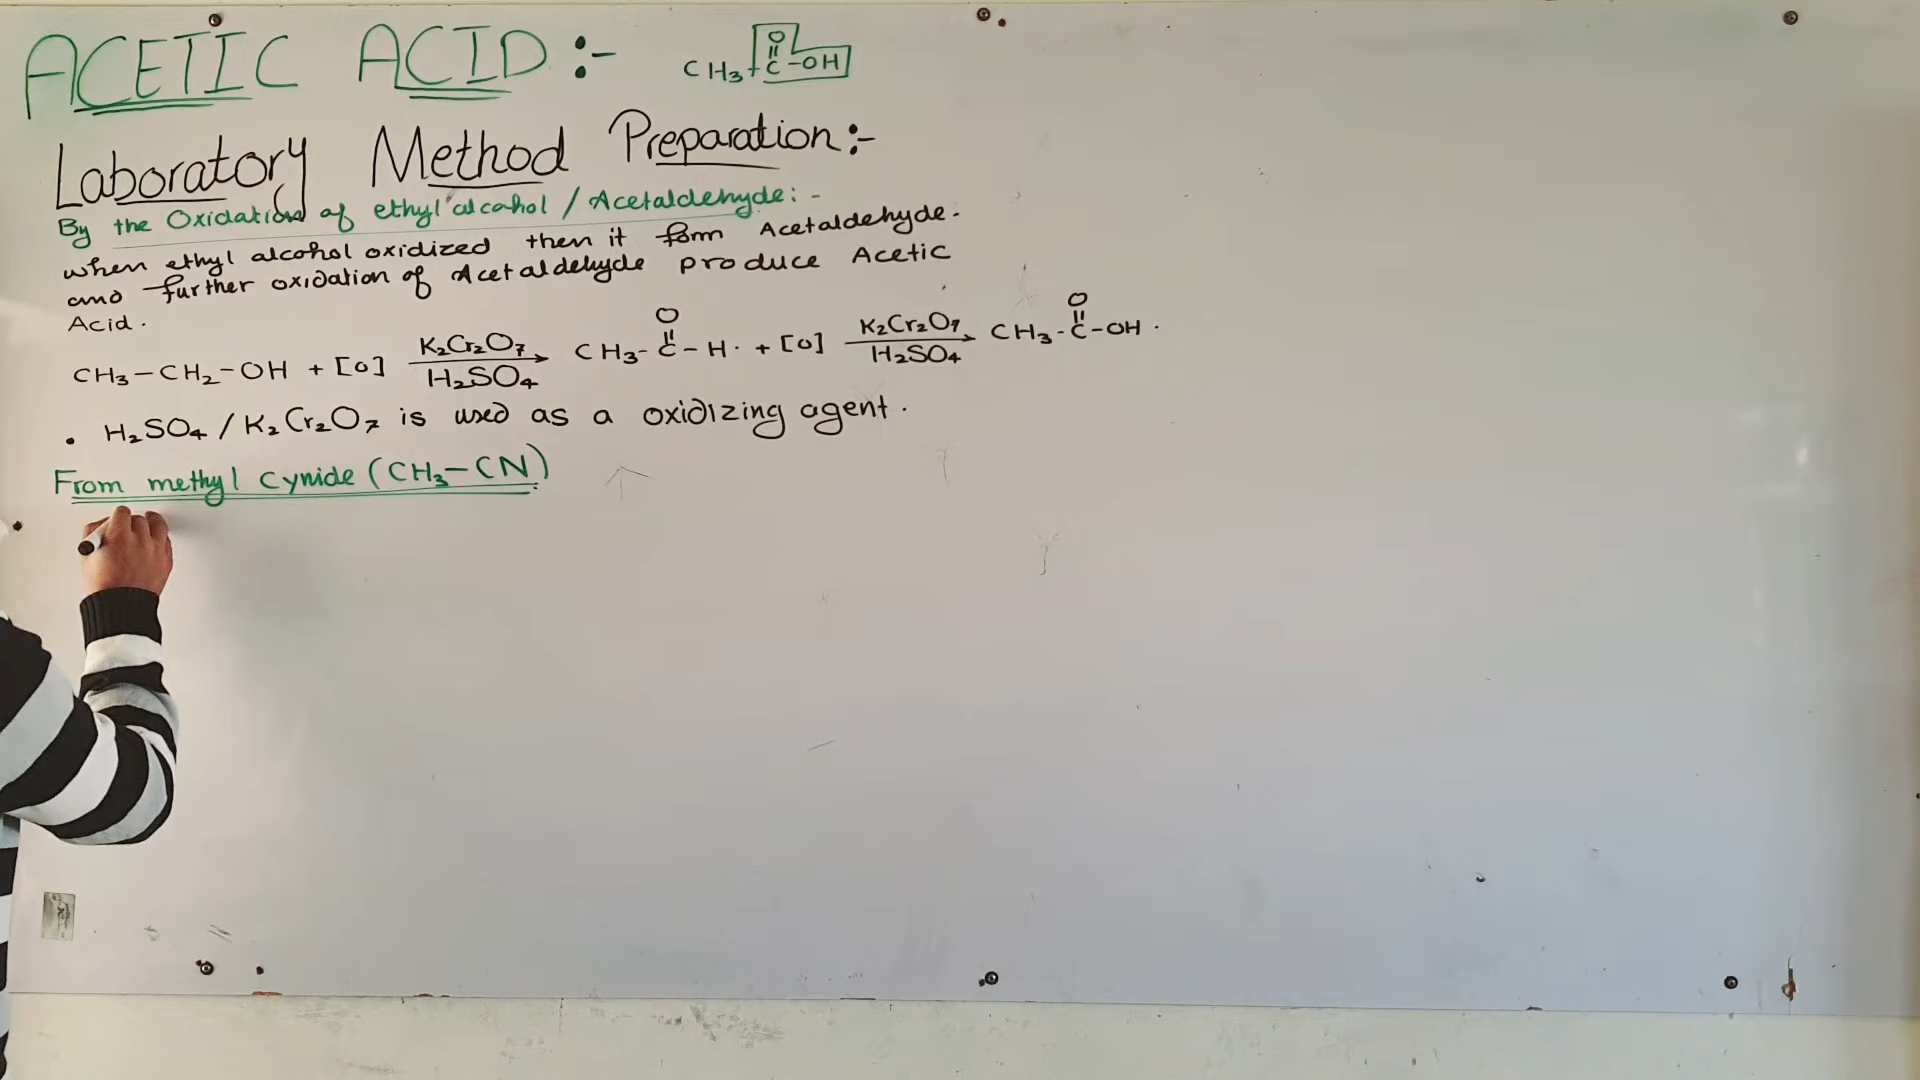 ACETIC ACID :-
O
CH₃-C-OH
Laboratory Method Preparation :-
By the Oxidation of ethyl alcohol / Acetaldehyde : -
when ethyl alcohol oxidized then it form Acetaldehyde.
and further oxidation of Acetaldehyde produce Acetic
Acid.
CH₃-CH₂-OH + [O] K₂Cr₂O₇ / H₂SO₄ → CH₃-C(=O)-H. + [O] K₂Cr₂O₇ / H₂SO₄ → CH₃-C(=O)-OH.
• H₂SO₄ / K₂Cr₂O₇ is used as a oxidizing agent.
From methyl Cynide (CH₃-CN)